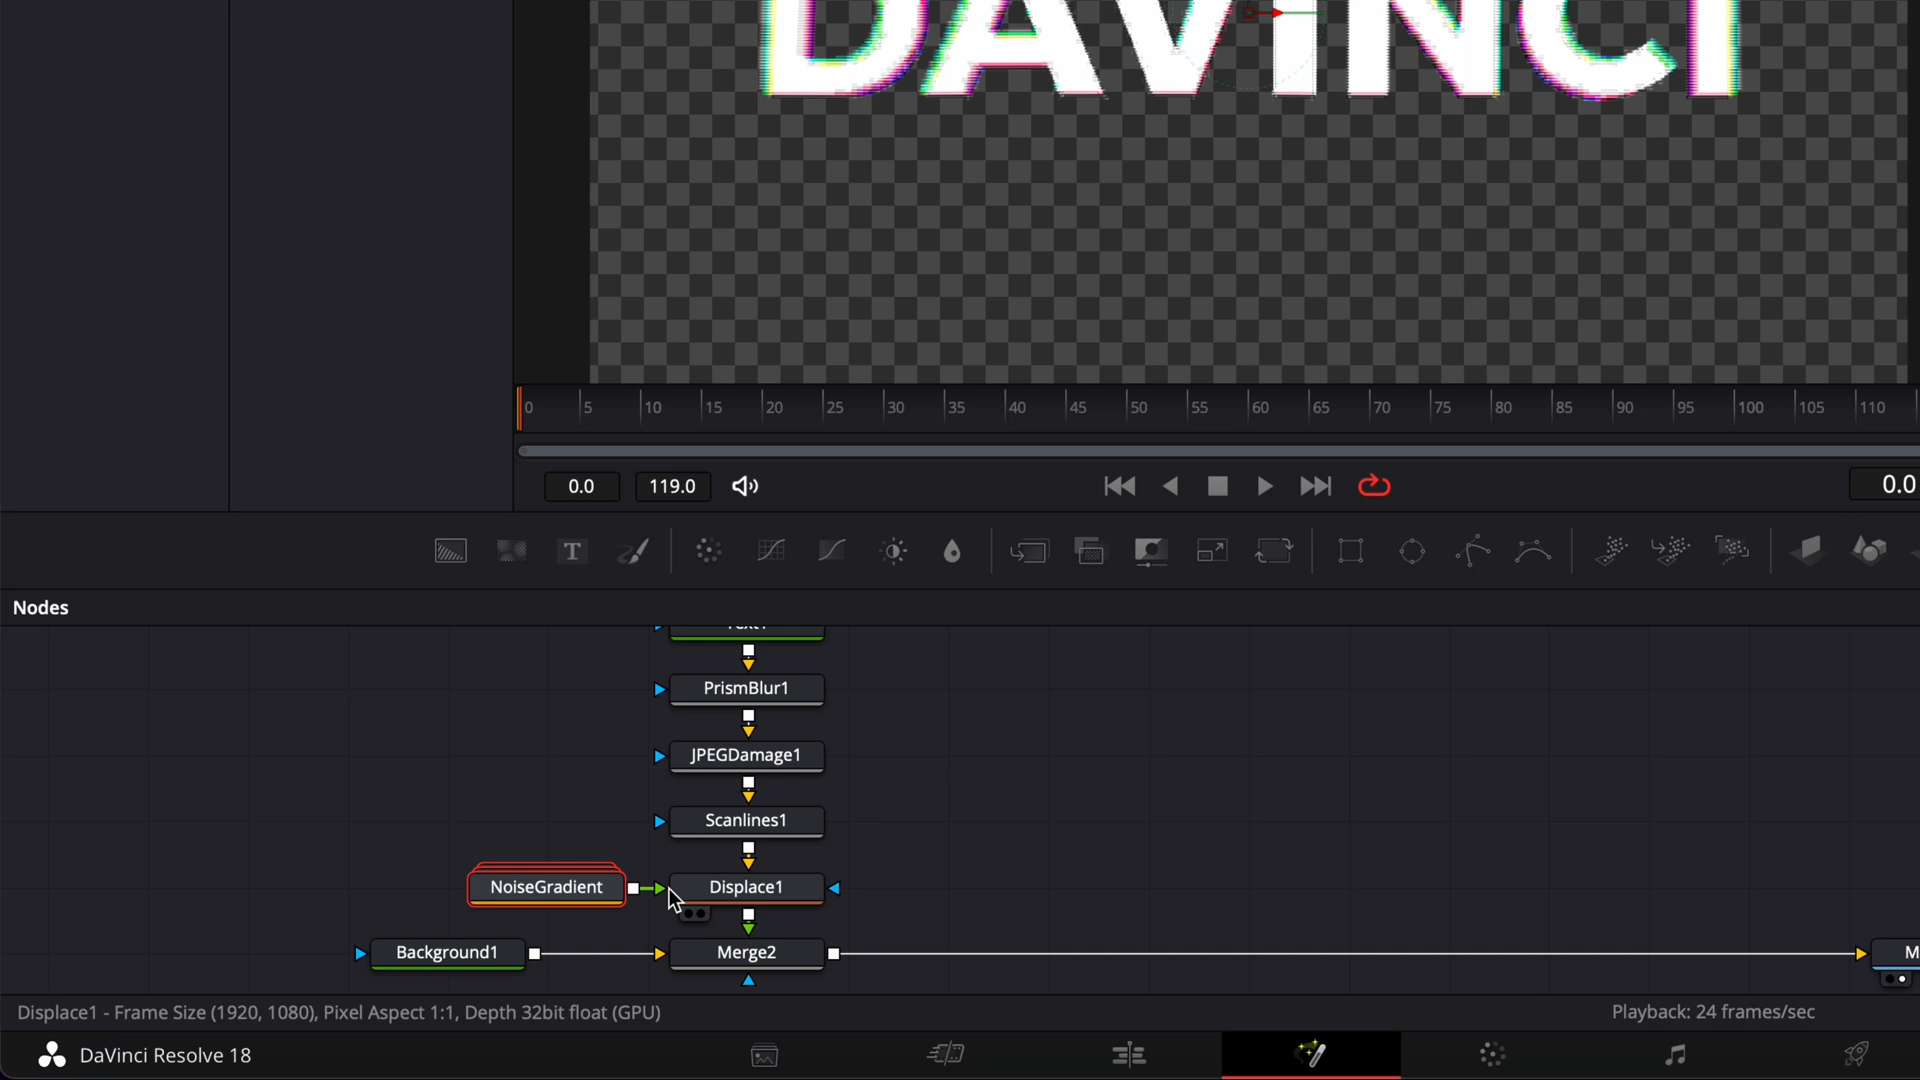 DAVINCI
0 5 10 15 20 25 30 35 40 45 50 55 60 65 70 75 80 85 90 95 100 105 110
0.0 119.0 0.0
T
Nodes
Text1
PrismBlur1
JPEGDamage1
Scanlines1
NoiseGradient Displace1
Background1 Merge2 M
Displace1 - Frame Size (1920, 1080), Pixel Aspect 1:1, Depth 32bit float (GPU) Playback: 24 frames/sec
DaVinci Resolve 18